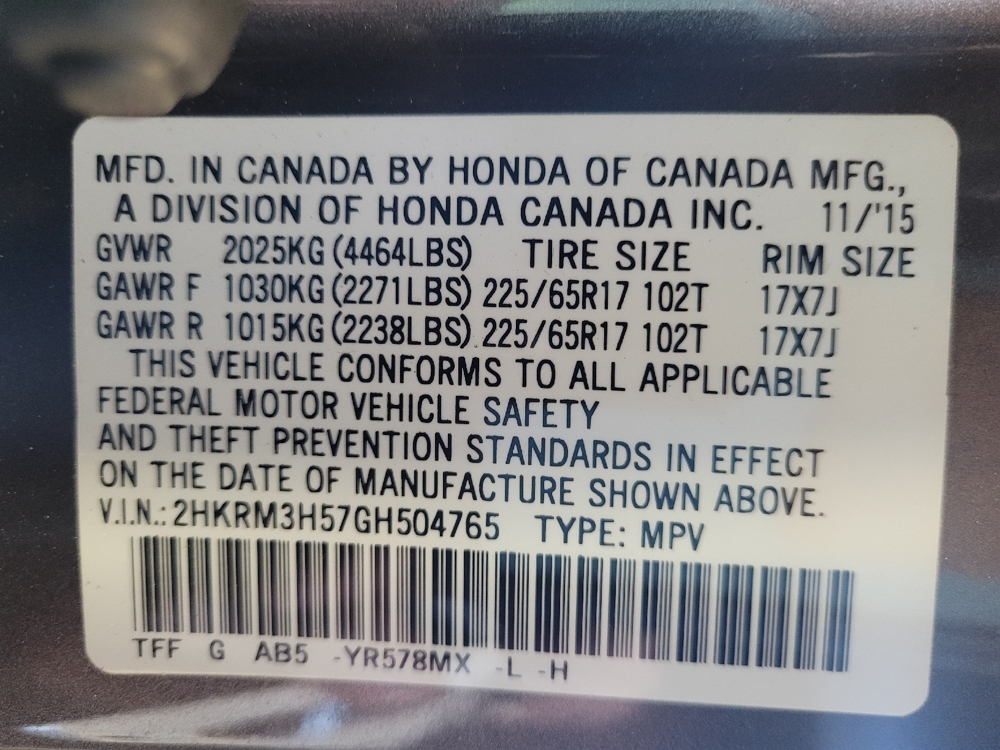 MFD. IN CANADA BY HONDA OF CANADA MFG.,
A DIVISION OF HONDA CANADA INC. 11/'15
GVWR 2025KG (4464LBS) TIRE SIZE RIM SIZE
GAWR F 1030KG (2271LBS) 225/65R17 102T 17X7J
GAWR R 1015KG (2238LBS) 225/65R17 102T 17X7J
THIS VEHICLE CONFORMS TO ALL APPLICABLE
FEDERAL MOTOR VEHICLE SAFETY
AND THEFT PREVENTION STANDARDS IN EFFECT
ON THE DATE OF MANUFACTURE SHOWN ABOVE.
V.I.N.: 2HKRM3H57GH504765 TYPE: MPV
TFF G AB5 -YR578MX -L -H